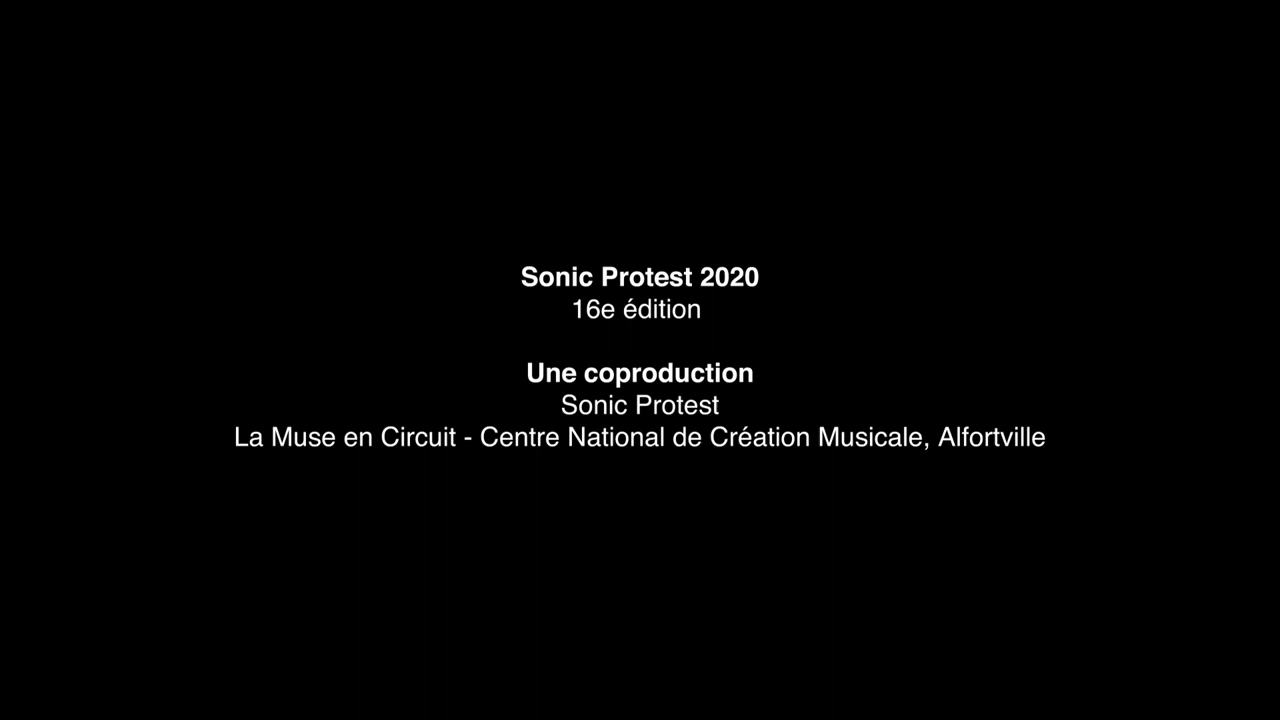 Sonic Protest 2020
16e édition
Une coproduction
Sonic Protest
La Muse en Circuit - Centre National de Création Musicale, Alfortville